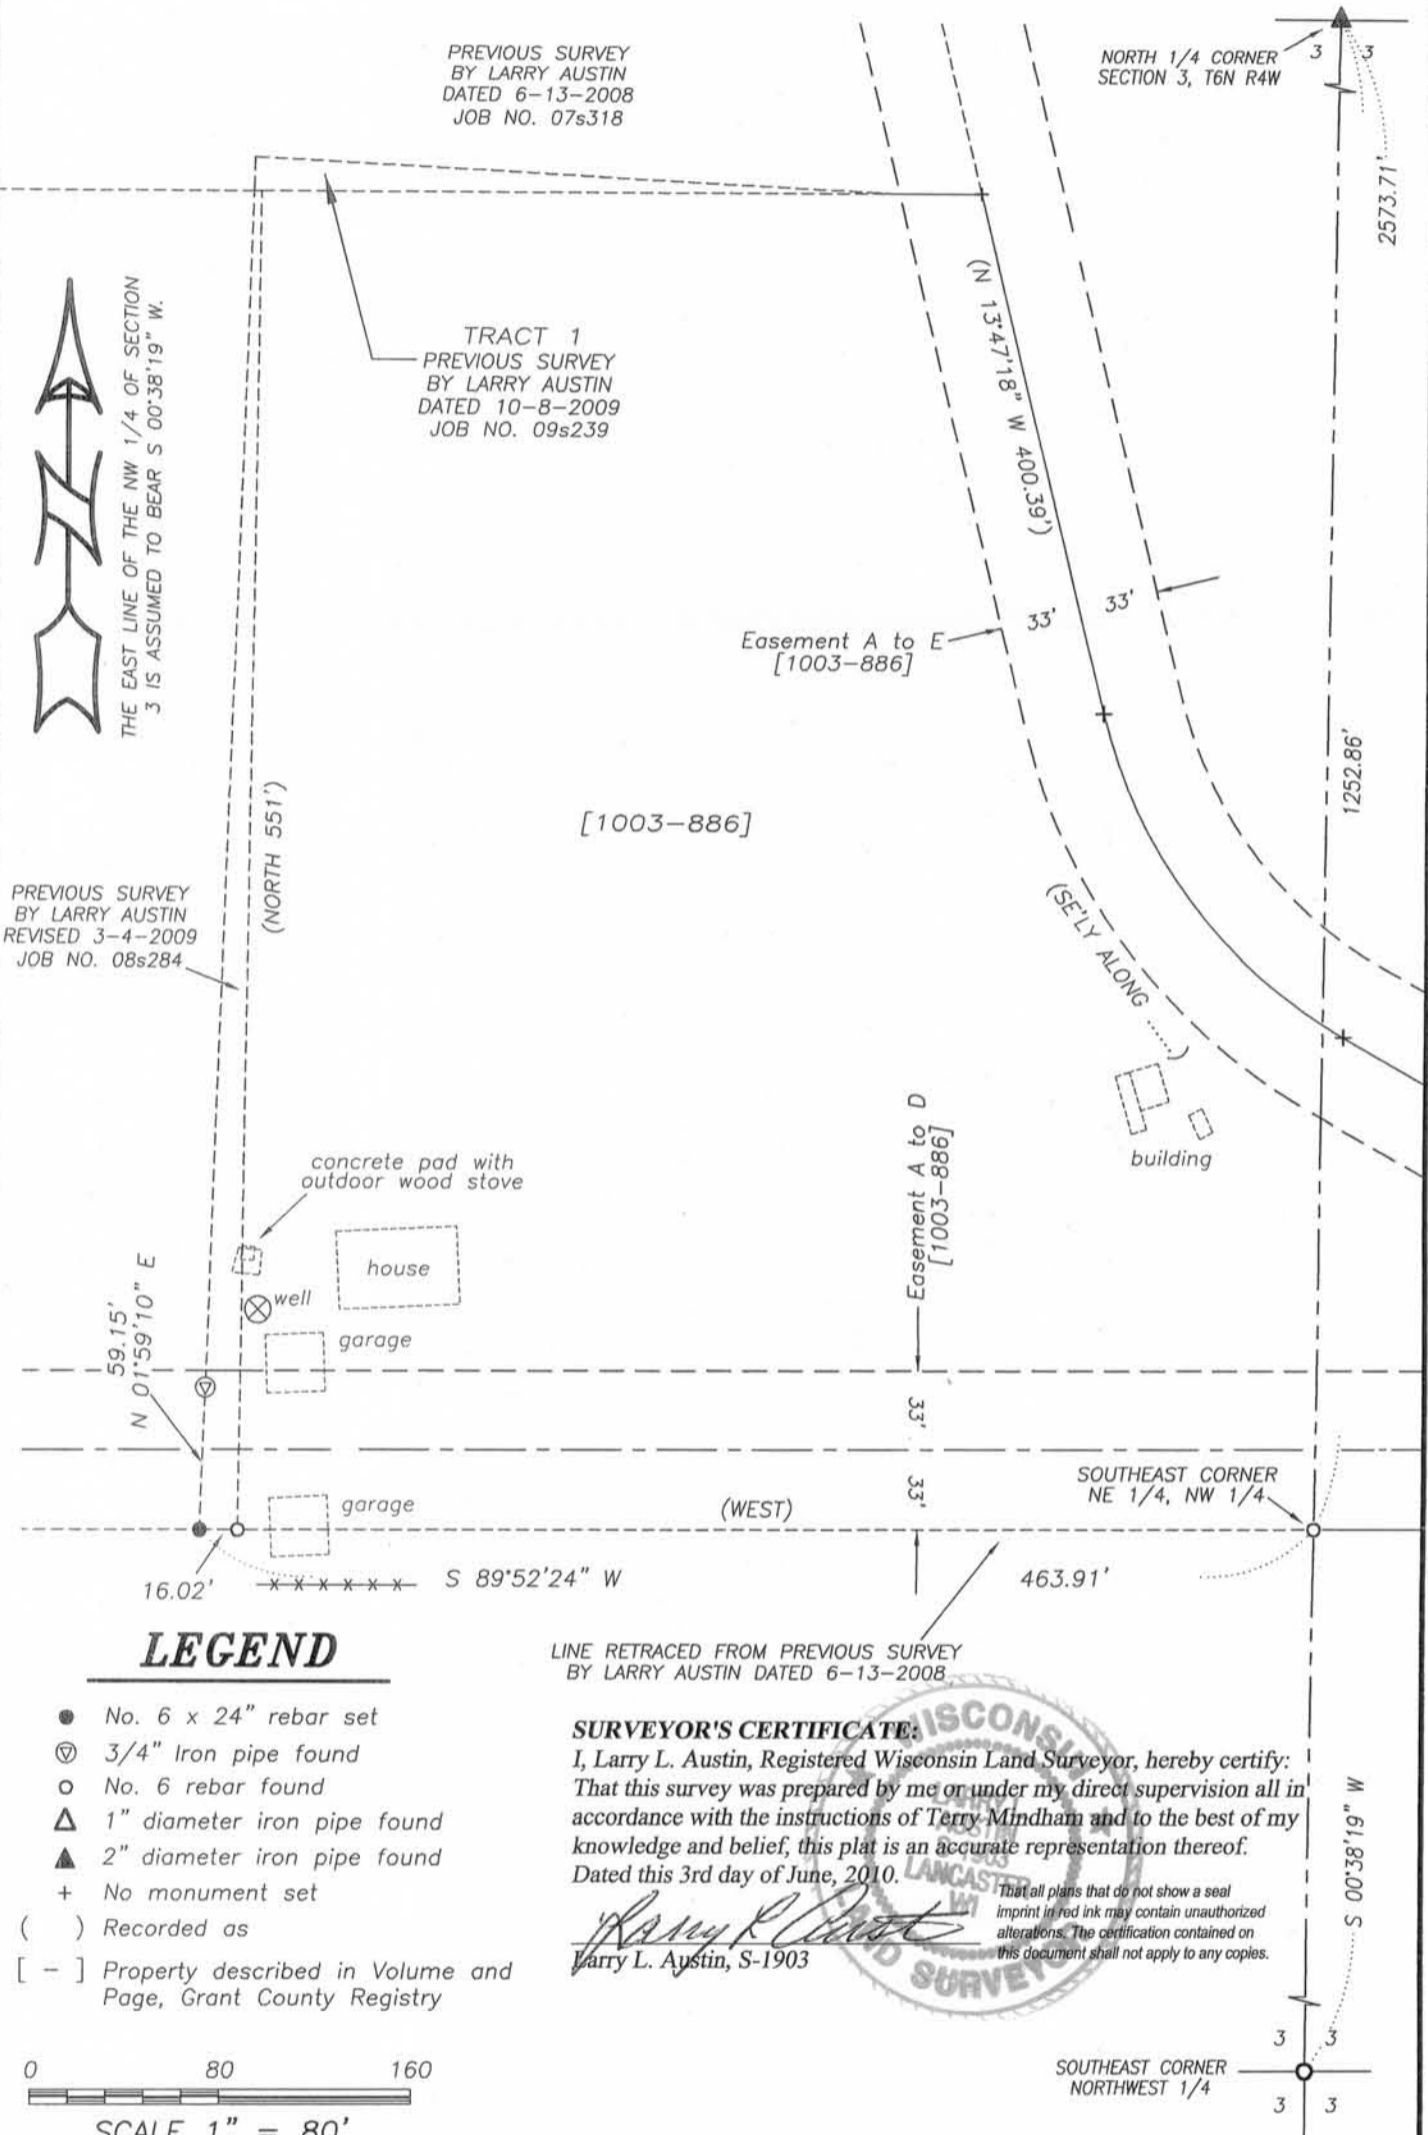 PREVIOUS SURVEY
BY LARRY AUSTIN
DATED 6-13-2008
JOB NO. 07s318
NORTH 1/4 CORNER
SECTION 3, T6N R4W
3
3
2573.71'
THE EAST LINE OF THE NW 1/4 OF SECTION
3 IS ASSUMED TO BEAR S 00°38'19" W.
N
TRACT 1
PREVIOUS SURVEY
BY LARRY AUSTIN
DATED 10-8-2009
JOB NO. 09s239
(N 13°47'18" W 400.39')
33'
33'
Easement A to E
[1003-886]
1252.86'
(NORTH 551')
[1003-886]
PREVIOUS SURVEY
BY LARRY AUSTIN
REVISED 3-4-2009
JOB NO. 08s284
(SE'LY ALONG ......)
building
Easement A to D
[1003-886]
concrete pad with
outdoor wood stove
house
well
garage
59.15'
N 01°59'10" E
33'
33'
garage
(WEST)
SOUTHEAST CORNER
NE 1/4, NW 1/4
16.02'
x x x x x x
S 89°52'24" W
463.91'
LINE RETRACED FROM PREVIOUS SURVEY
BY LARRY AUSTIN DATED 6-13-2008
LEGEND
No. 6 x 24" rebar set
3/4" Iron pipe found
No. 6 rebar found
1" diameter iron pipe found
2" diameter iron pipe found
+ No monument set
( ) Recorded as
[ - ] Property described in Volume and
Page, Grant County Registry
0 80 160
SCALE 1" = 80'
SURVEYOR'S CERTIFICATE:
I, Larry L. Austin, Registered Wisconsin Land Surveyor, hereby certify:
That this survey was prepared by me or under my direct supervision all in
accordance with the instructions of Terry Mindham and to the best of my
knowledge and belief, this plat is an accurate representation thereof.
Dated this 3rd day of June, 2010.
Larry L. Austin
Larry L. Austin, S-1903
That all plans that do not show a seal
imprint in red ink may contain unauthorized
alterations. The certification contained on
this document shall not apply to any copies.
WISCONSIN
LARRY L.
AUSTIN
S-1903
LANCASTER
WI
LAND SURVEYOR
S 00°38'19" W
SOUTHEAST CORNER
NORTHWEST 1/4
3
3
3
3